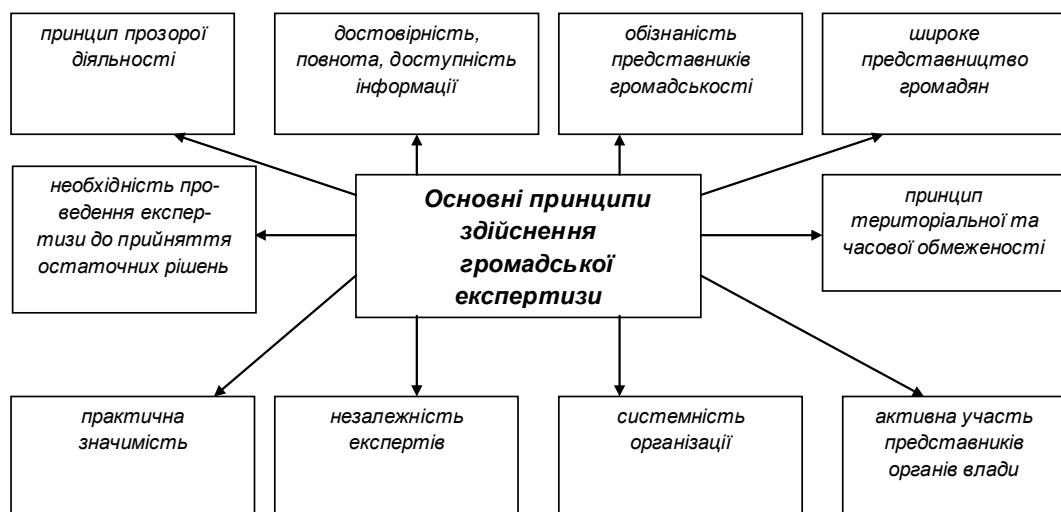 принцип прозорої
діяльності
достовірність,
повнота, доступність
інформації
обізнаність
представників
громадськості
широке
представництво
громадян
необхідність про-
ведення експер-
тизи до прийняття
остаточних рішень
Основні принципи
здійснення
громадської
експертизи
принцип
територіальної та
часової обмеженості
практична
значимість
незалежність
експертів
системність
організації
активна участь
представників
органів влади